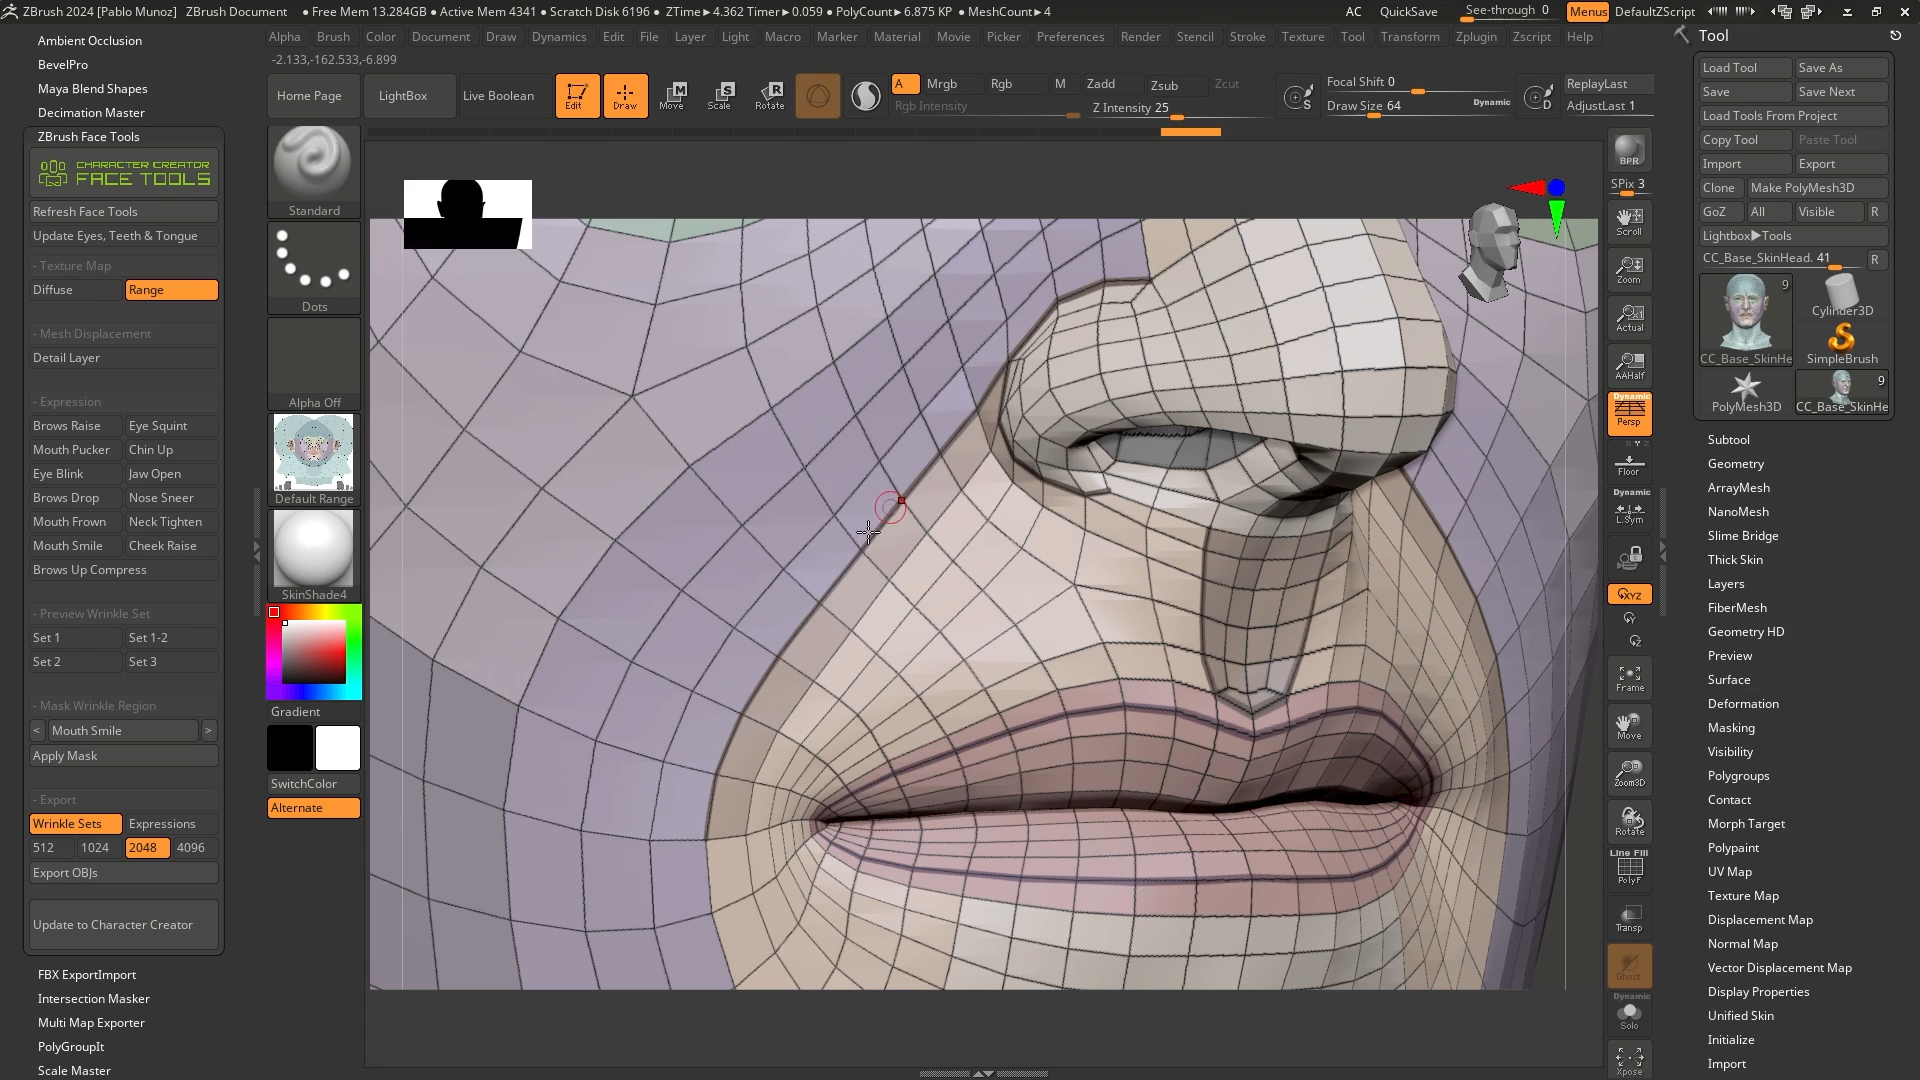 ZBrush 2024 [Pablo Munoz] ZBrush Document ● Free Mem 13.284GB ● Active Mem 4341 ● Scratch Disk 6196 ● ZTime►4.362 Timer►0.059 ● PolyCount►6.875 KP ● MeshCount►4 AC QuickSave See-through 0 Menus DefaultZScript
Alpha Brush Color Document Draw Dynamics Edit File Layer Light Macro Marker Material Movie Picker Preferences Render Stencil Stroke Texture Tool Transform Zplugin Zscript Help
-2.133,-162.533,-6.899
Home Page LightBox Live Boolean Edit Draw Move Scale Rotate
M S R
A Mrgb Rgb M Zadd Zsub Zcut
Rgb Intensity Z Intensity 25
S Focal Shift 0
Draw Size 64 Dynamic
D ReplayLast
AdjustLast 1
Ambient Occlusion
BevelPro
Maya Blend Shapes
Decimation Master
ZBrush Face Tools
CHARACTER CREATOR
FACE TOOLS
Refresh Face Tools
Update Eyes, Teeth & Tongue
- Texture Map
Diffuse Range
- Mesh Displacement
Detail Layer
- Expression
Brows Raise Eye Squint
Mouth Pucker Chin Up
Eye Blink Jaw Open
Brows Drop Nose Sneer
Mouth Frown Neck Tighten
Mouth Smile Cheek Raise
Brows Up Compress
- Preview Wrinkle Set
Set 1 Set 1-2
Set 2 Set 3
- Mask Wrinkle Region
< Mouth Smile >
Apply Mask
- Export
Wrinkle Sets Expressions
512 1024 2048 4096
Export OBJs
Update to Character Creator
FBX ExportImport
Intersection Masker
Multi Map Exporter
PolyGroupIt
Scale Master
Standard
Dots
Alpha Off
Default Range
SkinShade4
Gradient
SwitchColor
Alternate
BPR
SPix 3
Scroll
Zoom
Actual
AAHalf
Dynamic
Persp
Floor
Dynamic
L.Sym
XYZ
Frame
Move
Zoom3D
Rotate
Line Fill
PolyF
Transp
Ghost
Dynamic
Solo
Xpose
Tool
Load Tool Save As
Save Save Next
Load Tools From Project
Copy Tool Paste Tool
Import Export
Clone Make PolyMesh3D
GoZ All Visible R
Lightbox►Tools
CC_Base_SkinHead. 41 R
9
CC_Base_SkinHe
Cylinder3D
SimpleBrush
PolyMesh3D
9
CC_Base_SkinHe
Subtool
Geometry
ArrayMesh
NanoMesh
Slime Bridge
Thick Skin
Layers
FiberMesh
Geometry HD
Preview
Surface
Deformation
Masking
Visibility
Polygroups
Contact
Morph Target
Polypaint
UV Map
Texture Map
Displacement Map
Normal Map
Vector Displacement Map
Display Properties
Unified Skin
Initialize
Import